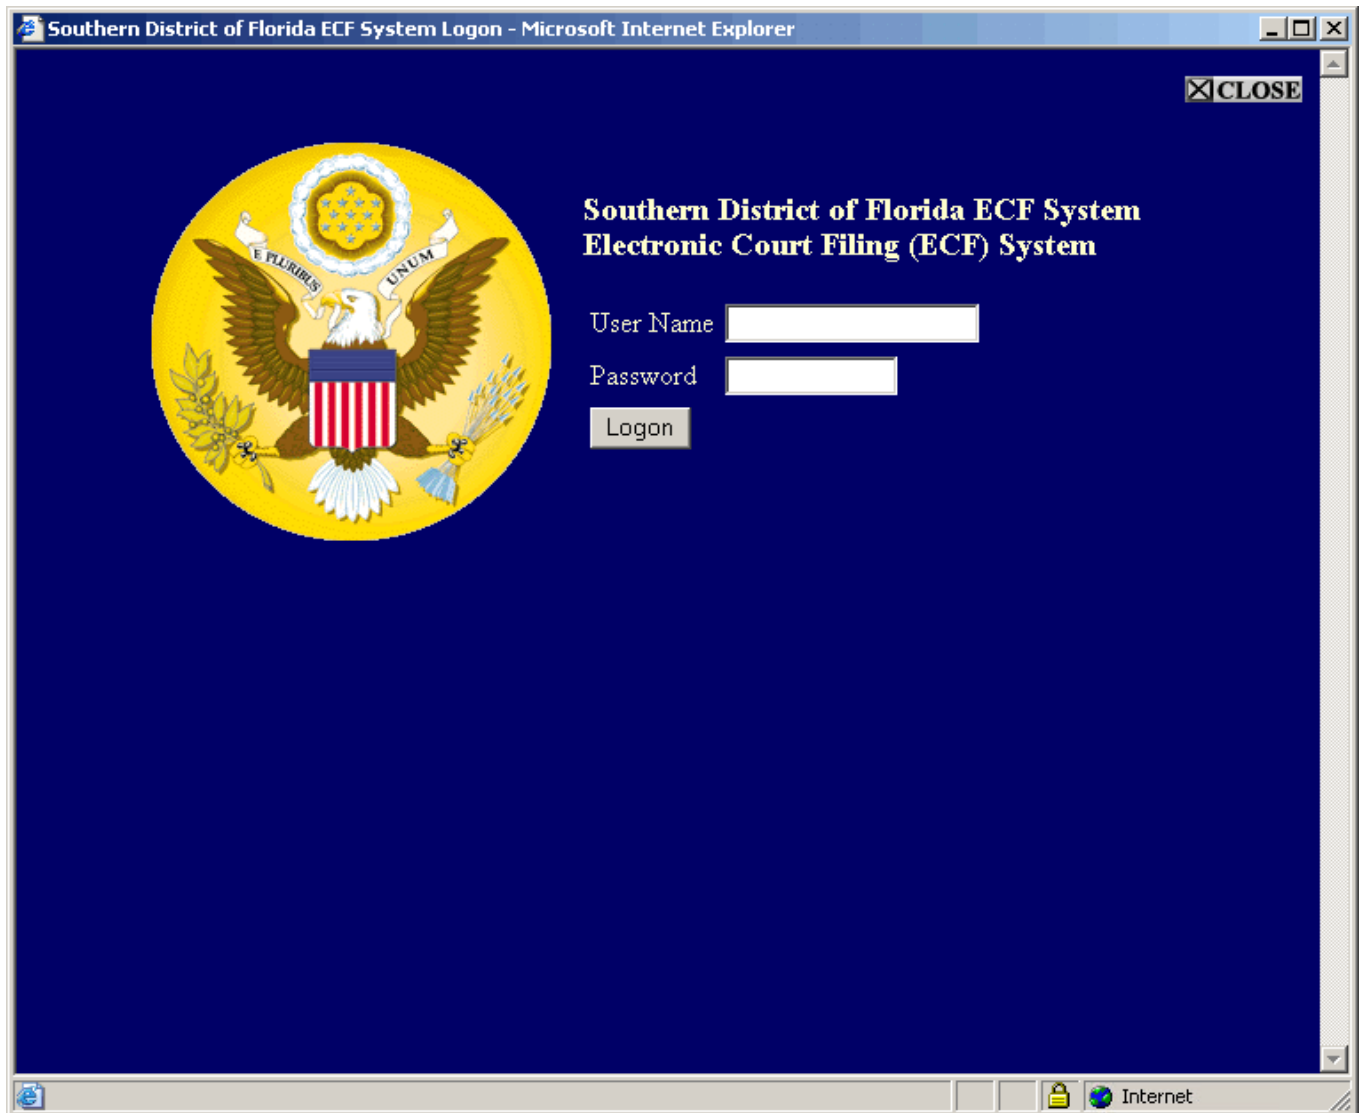 Southern District of Florida ECF System Logon - Microsoft Internet Explorer
CLOSE
E PLURIBUS UNUM
Southern District of Florida ECF System
Electronic Court Filing (ECF) System
User Name
Password
Logon
Internet